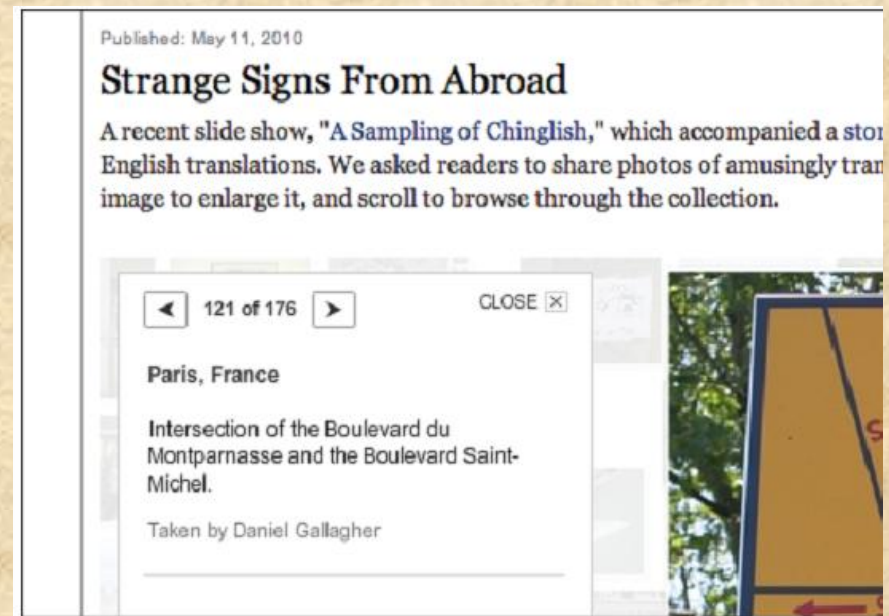 Published: May 11, 2010
Strange Signs From Abroad
A recent slide show, "A Sampling of Chinglish," which accompanied a
English translations. We asked readers to share photos of amusingly
image to enlarge it, and scroll to browse through the collection.
121 of 176
CLOSE
Paris, France
Intersection of the Boulevard du
Montparnasse and the Boulevard Saint-
Michel.
Taken by Daniel Gallagher